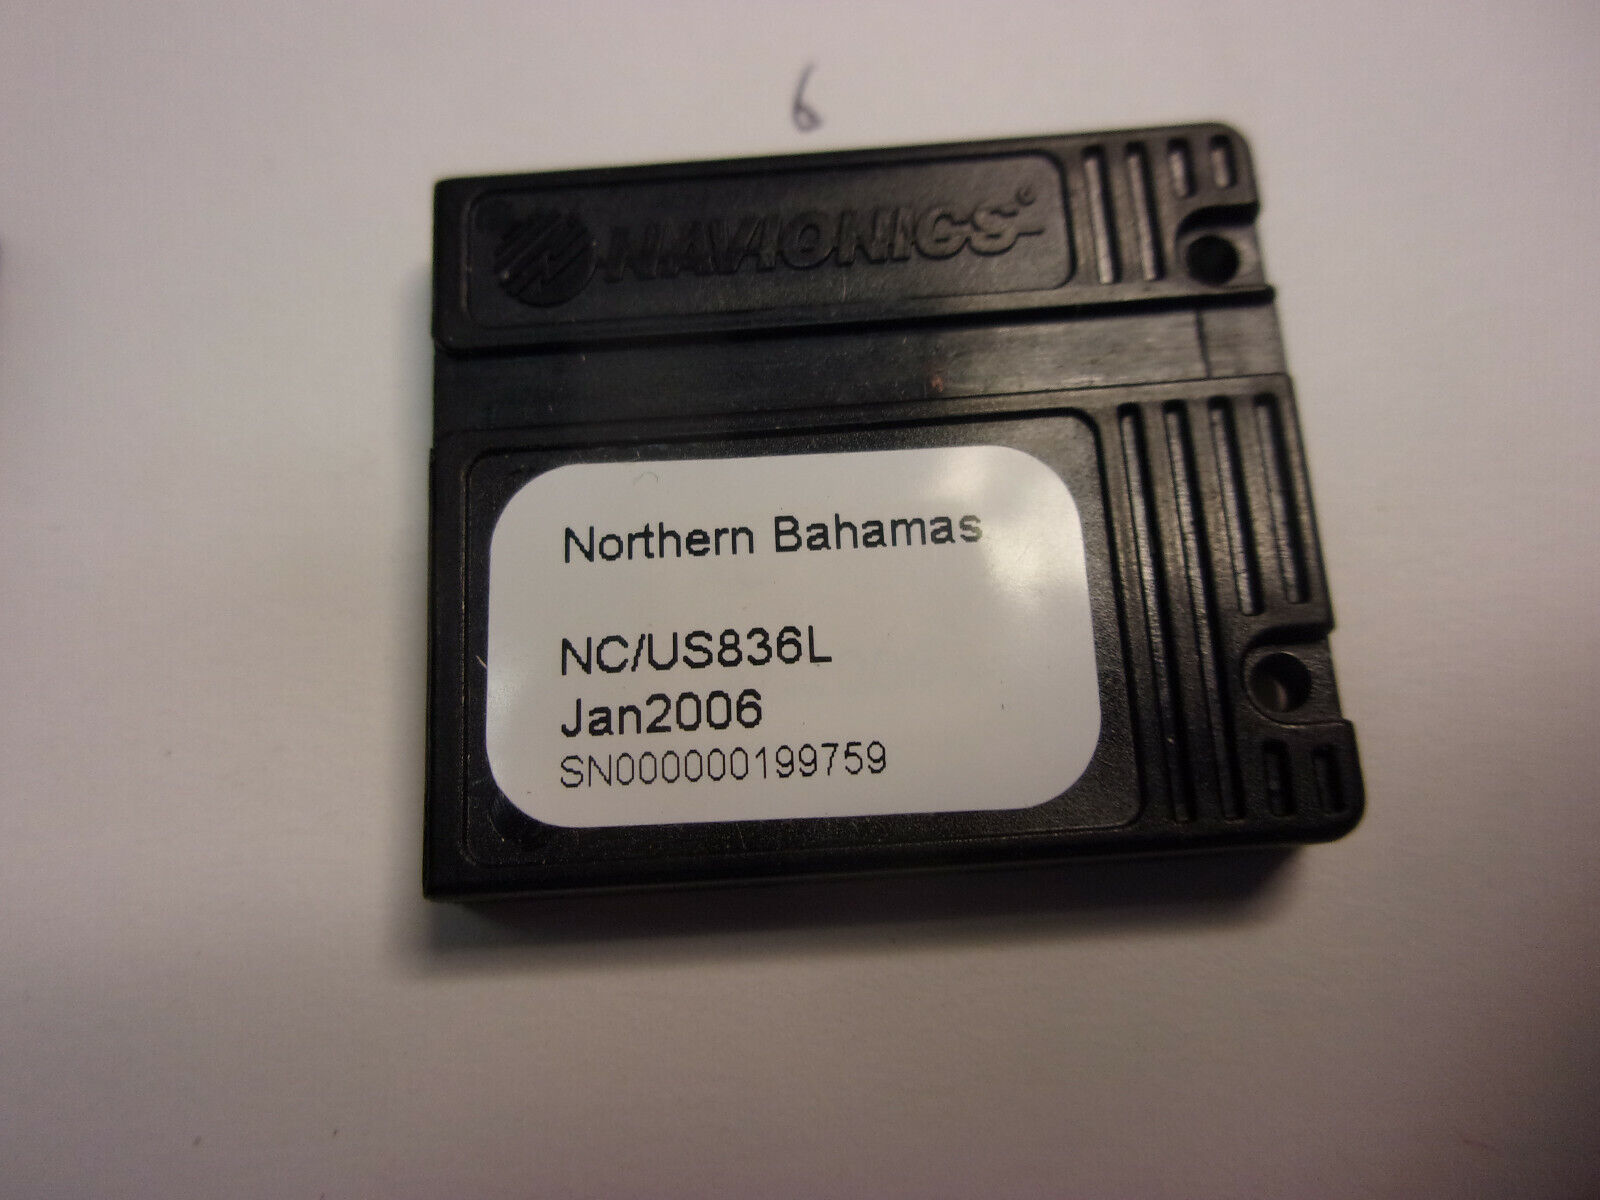 6
NAVIONICS®
Northern Bahamas
NC/US836L
Jan2006
SN000000199759